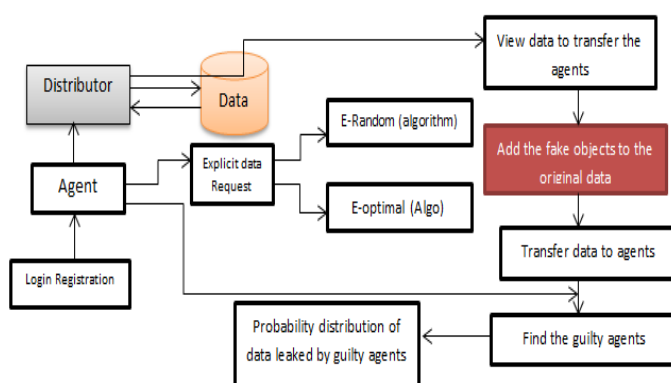 View data to transfer the
agents
Distributor
Data
E-Random (algorithm)
Explicit data
Request
Add the fake objects to the
original data
Agent
E-optimal (Algo)
Transfer data to agents
Login Registration
Probability distribution of
data leaked by guilty agents
Find the guilty agents